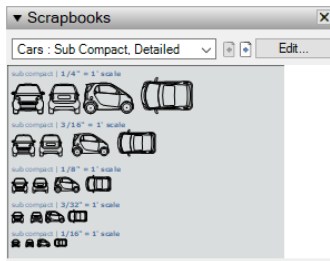 Scrapbooks
Cars : Sub Compact, Detailed
Edit...
sub compact | 1/4" = 1' scale
sub compact | 3/16" = 1' scale
sub compact | 1/8" = 1' scale
sub compact | 3/32" = 1' scale
sub compact | 1/16" = 1' scale